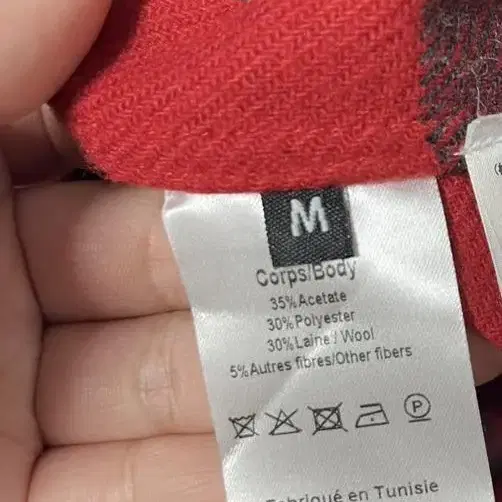 M
Corps/Body
35% Acetate
30% Polyester
30% Laine / Wool
5% Autres fibres/Other fibers
P
Fabriqué en Tunisie